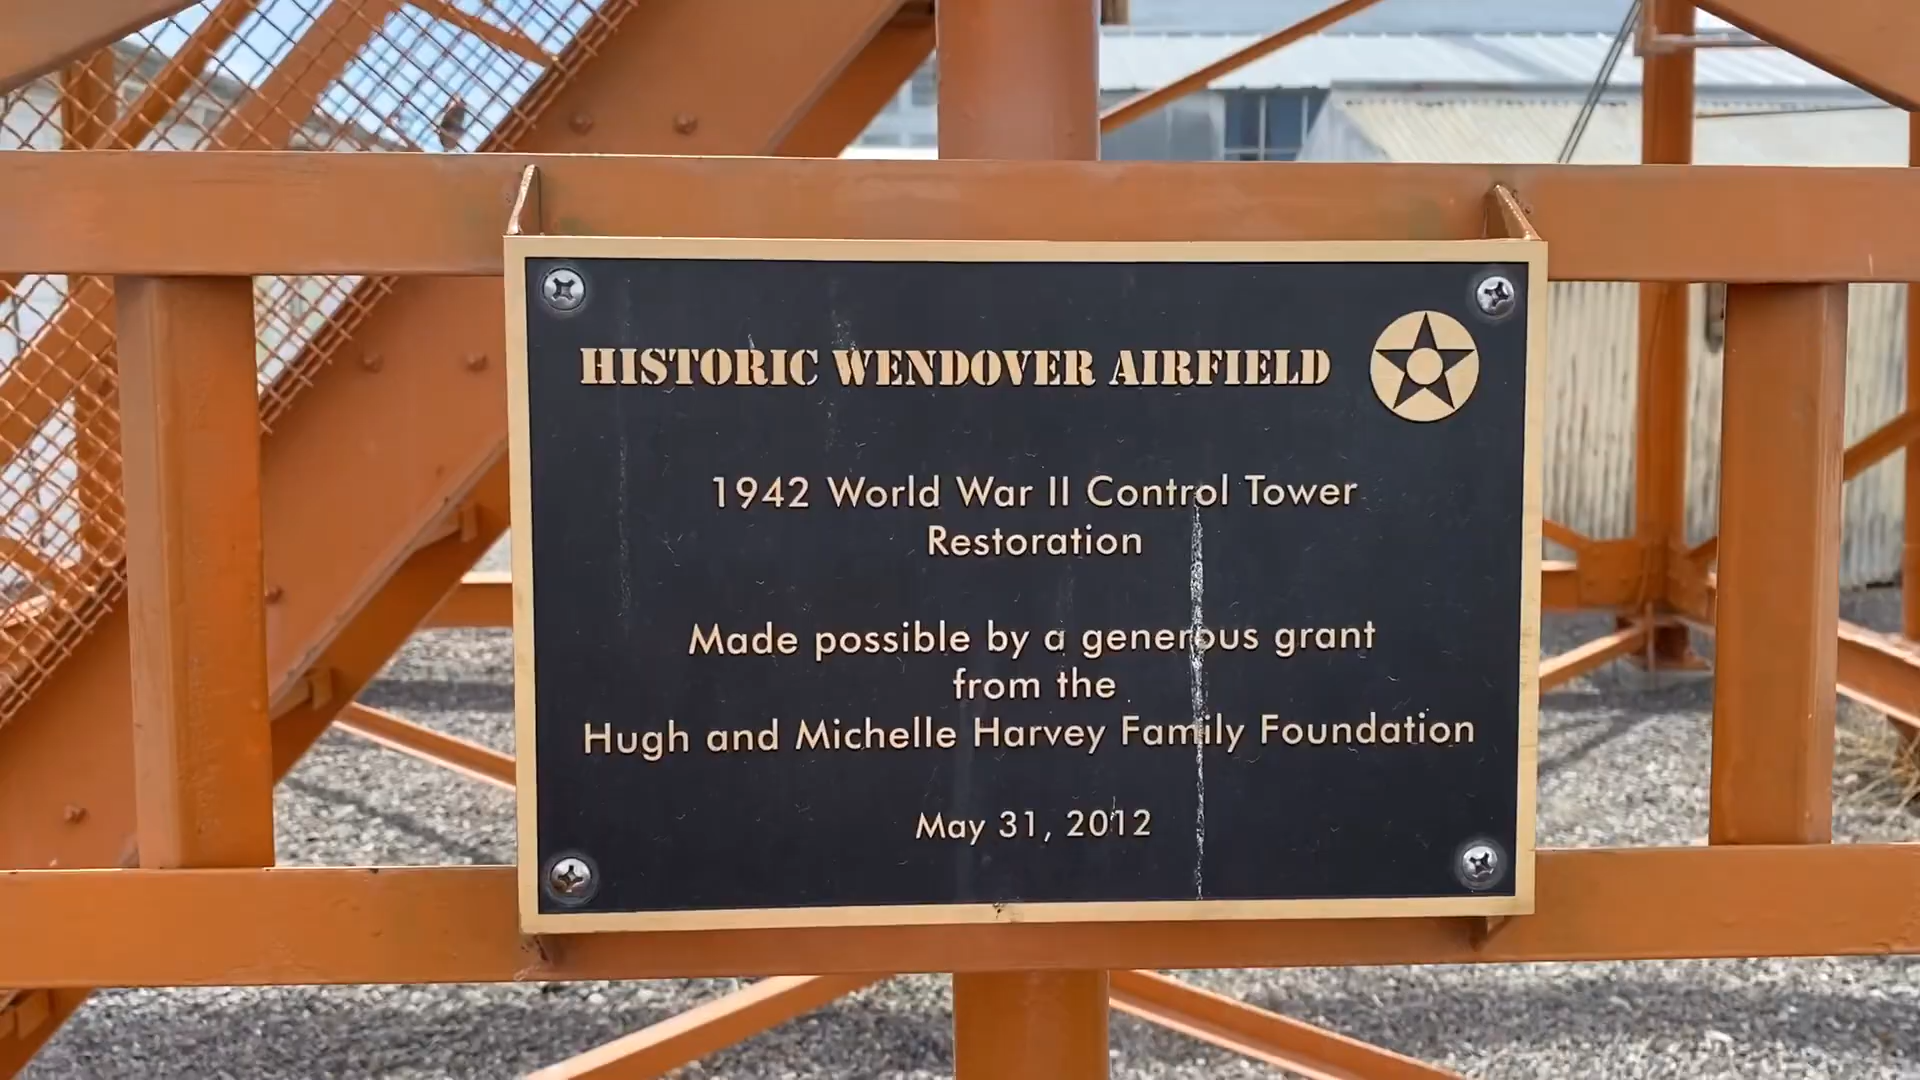 HISTORIC WENDOVER AIRFIELD
1942 World War II Control Tower
Restoration
Made possible by a generous grant
from the
Hugh and Michelle Harvey Family Foundation
May 31, 2012